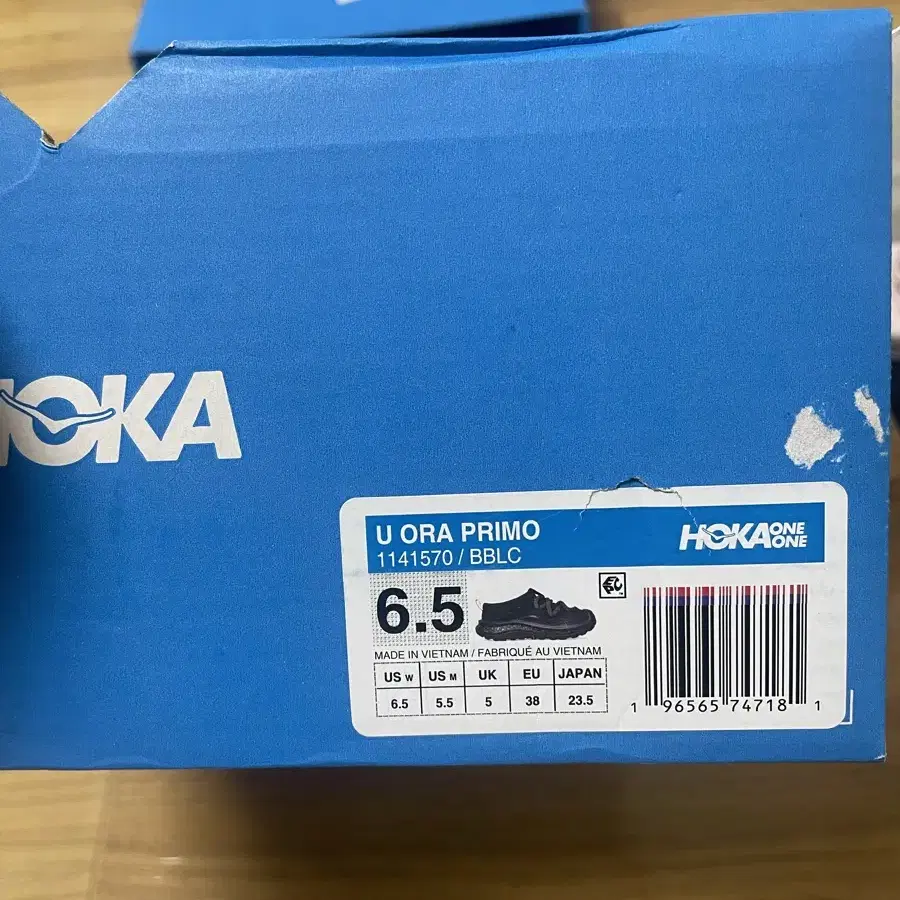 HOKA
U ORA PRIMO
1141570 / BBLC
HOKA ONE ONE
6.5
MADE IN VIETNAM / FABRIQUÉ AU VIETNAM
US W US M UK EU JAPAN
6.5 5.5 5 38 23.5
1 96565 74718 1